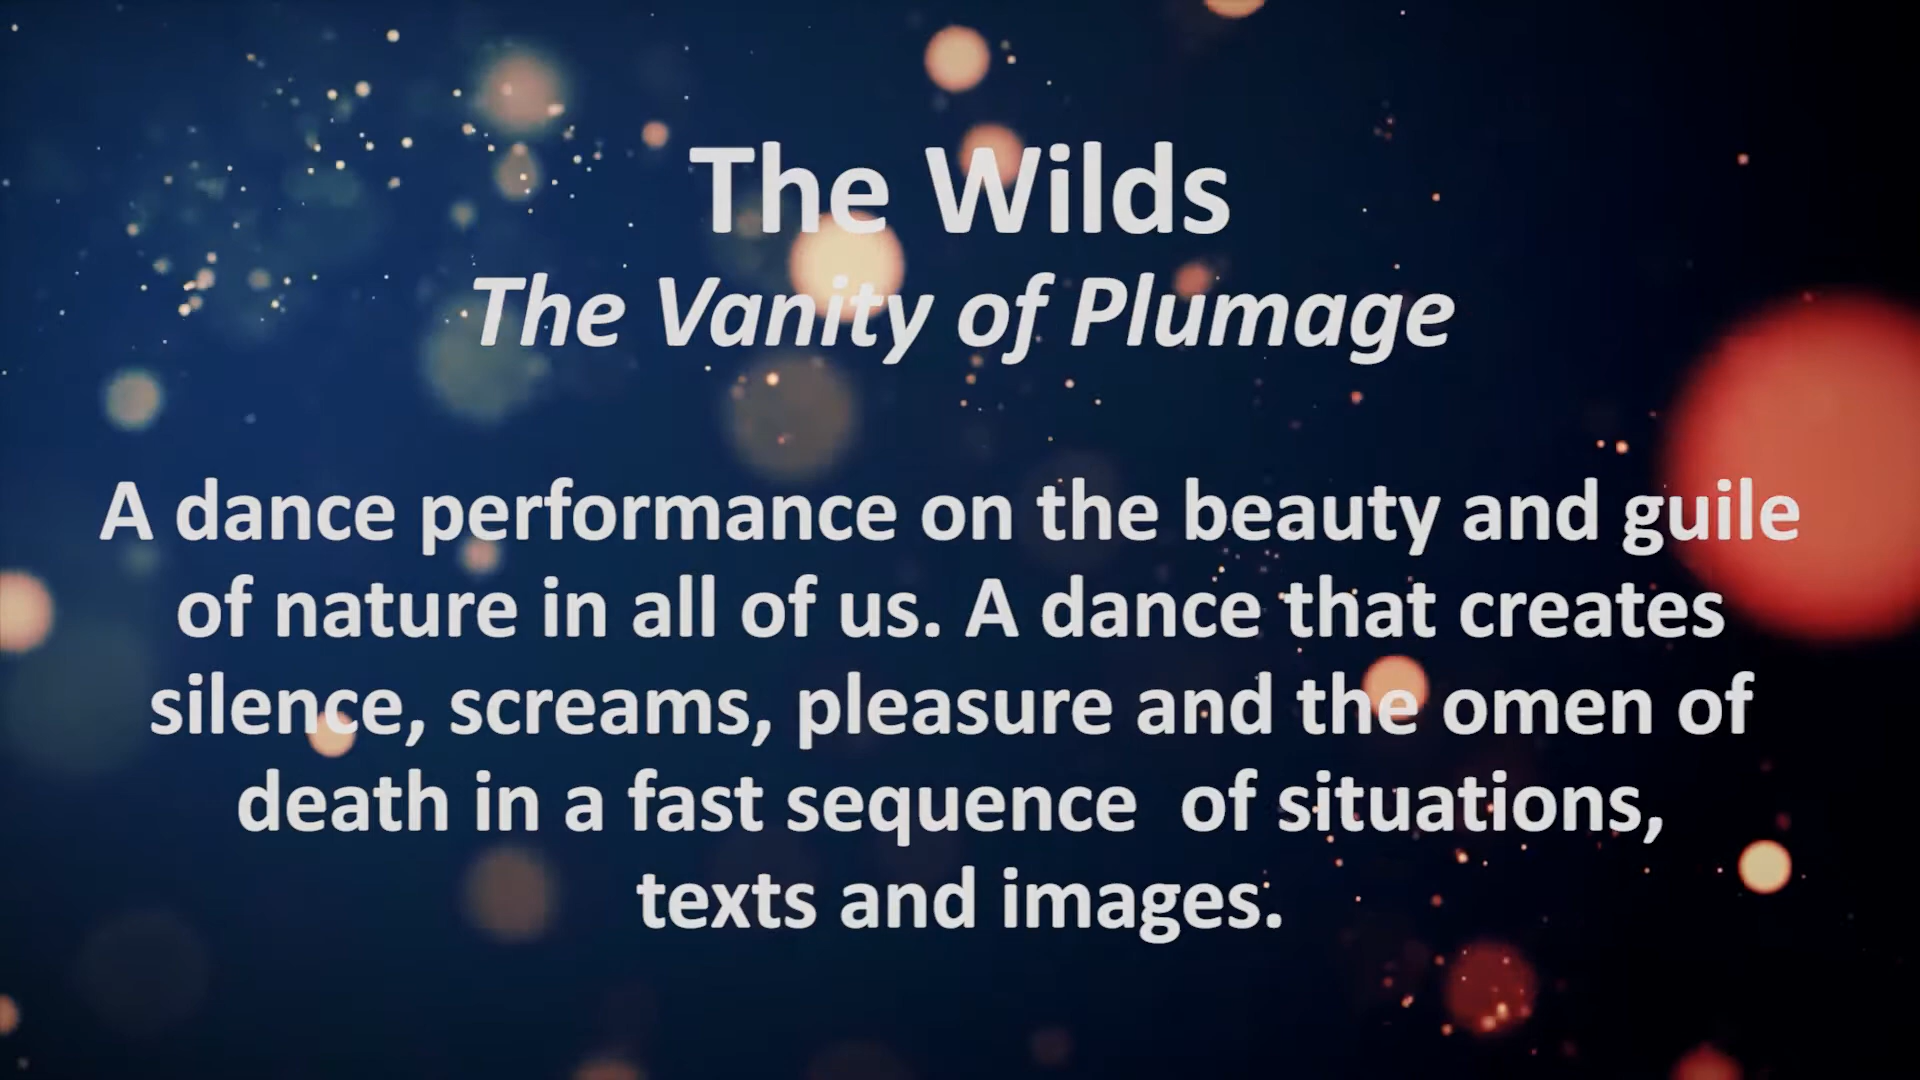 The Wilds
The Vanity of Plumage
A dance performance on the beauty and guile
of nature in all of us. A dance that creates
silence, screams, pleasure and the omen of
death in a fast sequence  of situations,
texts and images.